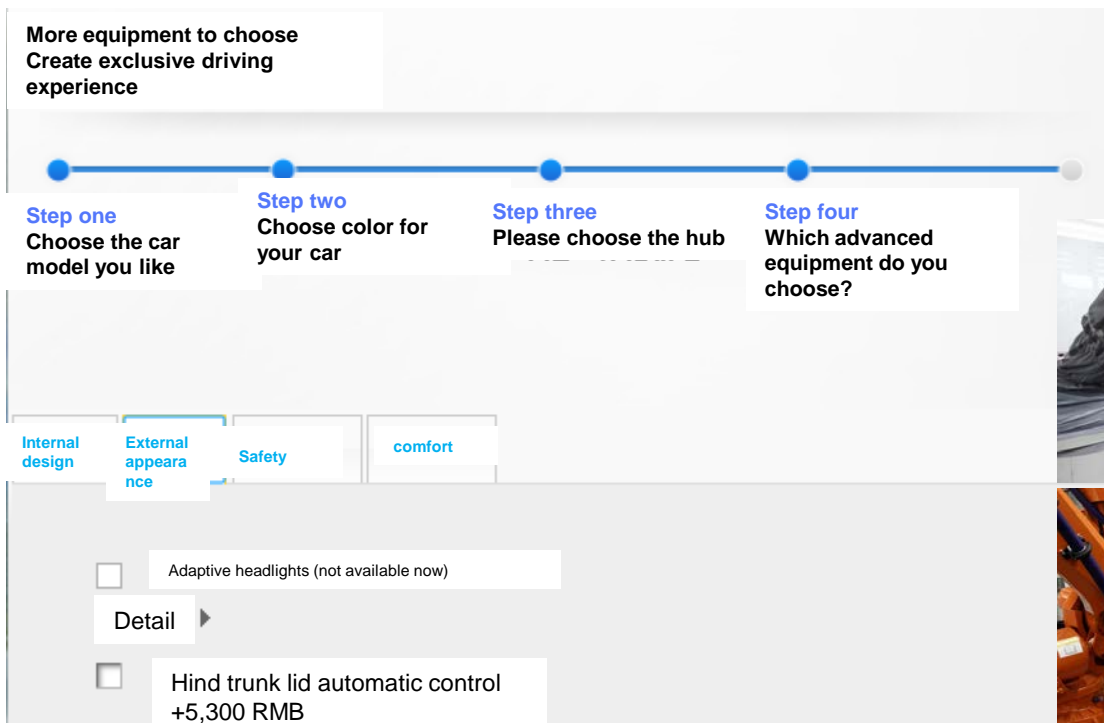 More equipment to choose
Create exclusive driving
experience
Step one
Choose the car
model you like
Step two
Choose color for
your car
Step three
Please choose the hub
Step four
Which advanced
equipment do you
choose?
Internal
design
External
appeara
nce
Safety
comfort
Adaptive headlights (not available now)
Detail
Hind trunk lid automatic control
+5,300 RMB